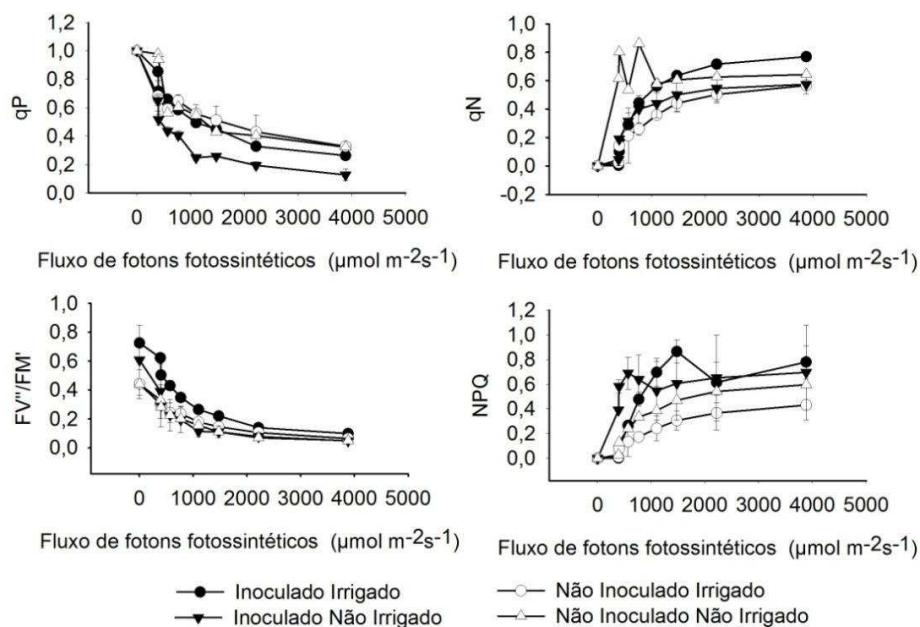 qP
1,2
1,0
0,8
0,6
0,4
0,2
0,0
0 1000 2000 3000 4000 5000
Fluxo de fotons fotossintéticos (µmol m-2s-1)
qN
1,0
0,8
0,6
0,4
0,2
0,0
-0,2
0 1000 2000 3000 4000 5000
Fluxo de fotons fotossintéticos (µmol m-2s-1)
FV''/FM'
1,0
0,8
0,6
0,4
0,2
0,0
0 1000 2000 3000 4000 5000
Fluxo de fotons fotossintéticos (µmol m-2s-1)
NPQ
1,2
1,0
0,8
0,6
0,4
0,2
0,0
0 1000 2000 3000 4000 5000
Fluxo de fotons fotossintéticos (µmol m-2s-1)
Inoculado Irrigado
Inoculado Não Irrigado
Não Inoculado Irrigado
Não Inoculado Não Irrigado